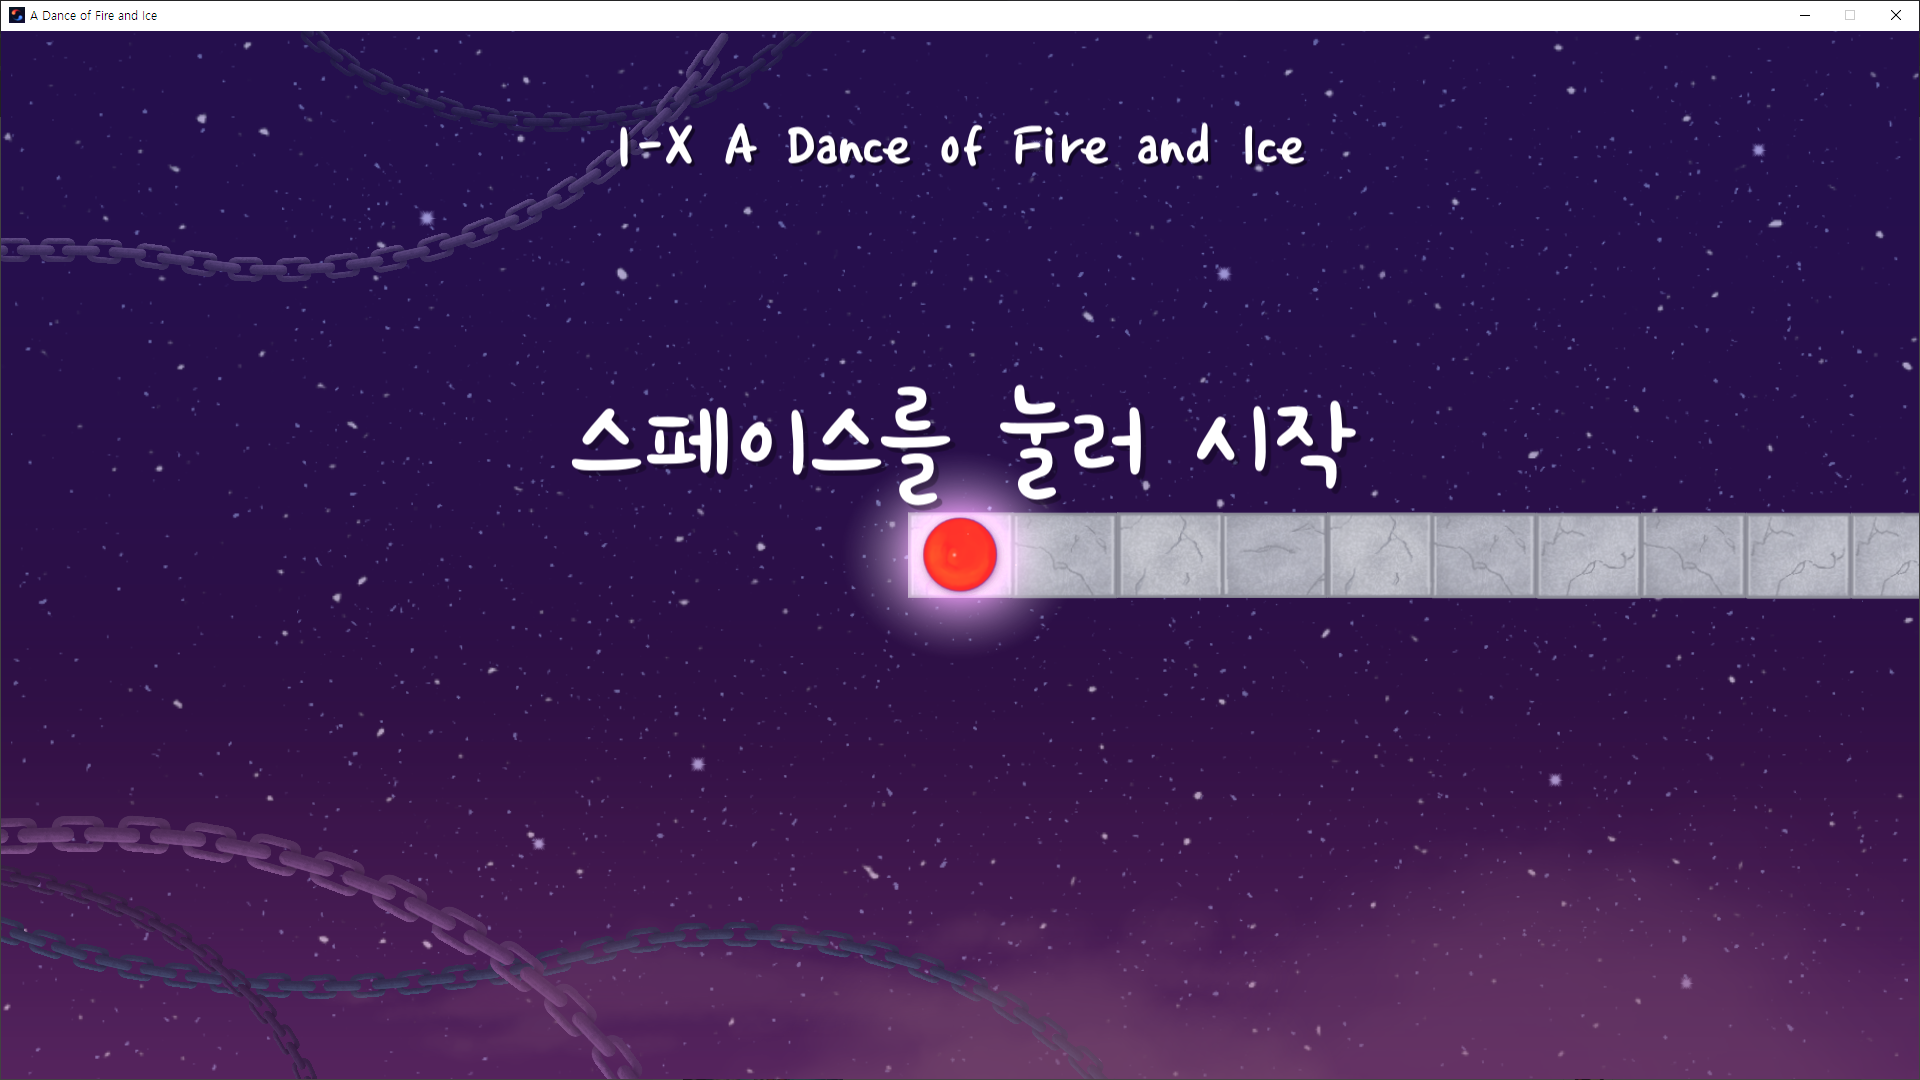 A Dance of Fire and Ice
1-X A Dance of Fire and Ice
스페이스를 눌러 시작